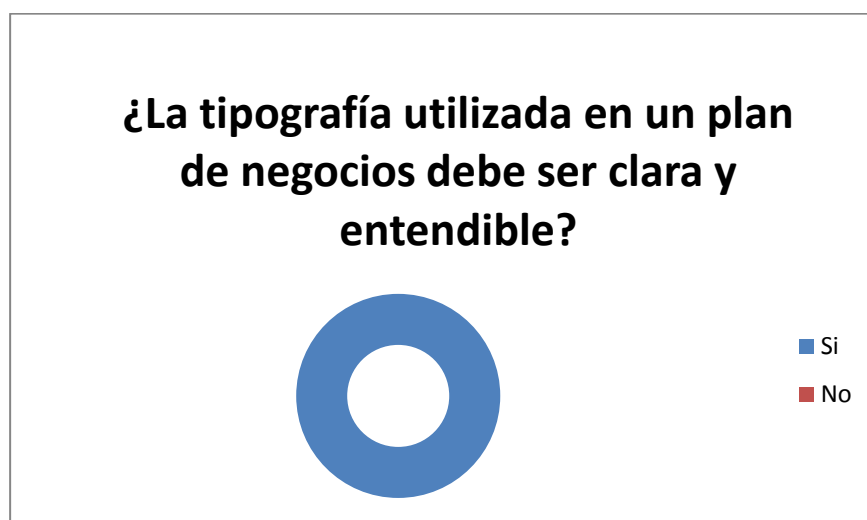 ¿La tipografía utilizada en un plan
de negocios debe ser clara y
entendible?
Si
No